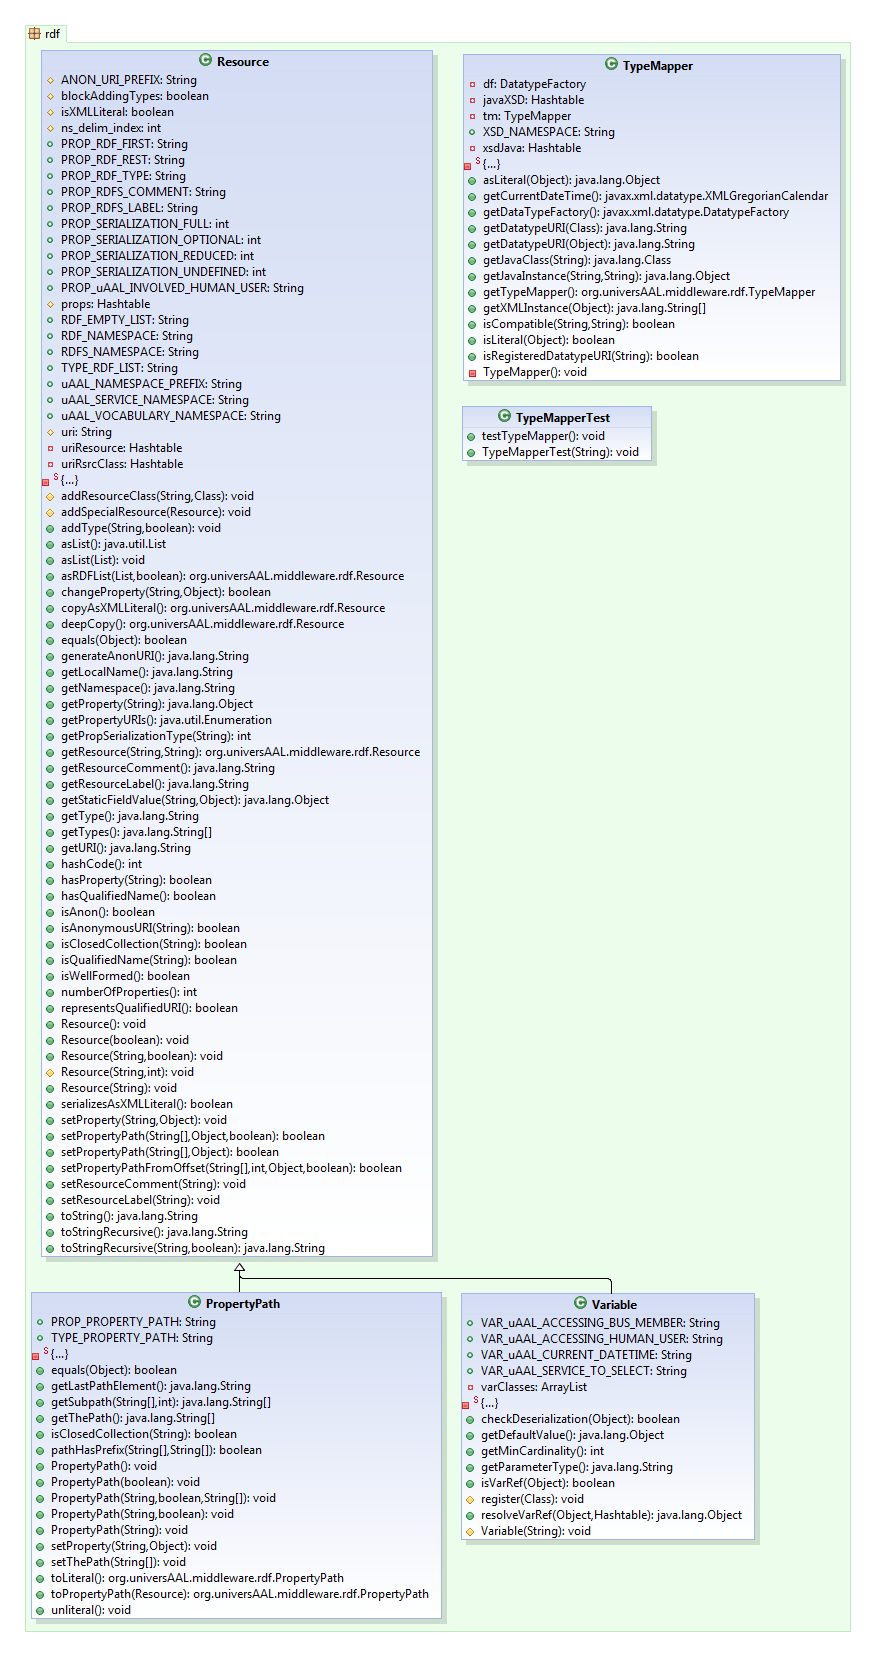 rdf
Resource
ANON_URI_PREFIX: String
blockAddingTypes: boolean
isXMLLiteral: boolean
ns_delim_index: int
PROP_RDF_FIRST: String
PROP_RDF_REST: String
PROP_RDF_TYPE: String
PROP_RDFS_COMMENT: String
PROP_RDFS_LABEL: String
PROP_SERIALIZATION_FULL: int
PROP_SERIALIZATION_OPTIONAL: int
PROP_SERIALIZATION_REDUCED: int
PROP_SERIALIZATION_UNDEFINED: int
PROP_uAAL_INVOLVED_HUMAN_USER: String
props: Hashtable
RDF_EMPTY_LIST: String
RDF_NAMESPACE: String
RDFS_NAMESPACE: String
TYPE_RDF_LIST: String
uAAL_NAMESPACE_PREFIX: String
uAAL_SERVICE_NAMESPACE: String
uAAL_VOCABULARY_NAMESPACE: String
uri: String
uriResource: Hashtable
uriRsrcClass: Hashtable
S {...}
addResourceClass(String,Class): void
addSpecialResource(Resource): void
addType(String,boolean): void
asList(): java.util.List
asList(List): void
asRDFList(List,boolean): org.universAAL.middleware.rdf.Resource
changeProperty(String,Object): boolean
copyAsXMLLiteral(): org.universAAL.middleware.rdf.Resource
deepCopy(): org.universAAL.middleware.rdf.Resource
equals(Object): boolean
generateAnonURI(): java.lang.String
getLocalName(): java.lang.String
getNamespace(): java.lang.String
getProperty(String): java.lang.Object
getPropertyURIs(): java.util.Enumeration
getPropSerializationType(String): int
getResource(String,String): org.universAAL.middleware.rdf.Resource
getResourceComment(): java.lang.String
getResourceLabel(): java.lang.String
getStaticFieldValue(String,Object): java.lang.Object
getType(): java.lang.String
getTypes(): java.lang.String[]
getURI(): java.lang.String
hashCode(): int
hasProperty(String): boolean
hasQualifiedName(): boolean
isAnon(): boolean
isAnonymousURI(String): boolean
isClosedCollection(String): boolean
isQualifiedName(String): boolean
isWellFormed(): boolean
numberOfProperties(): int
representsQualifiedURI(): boolean
Resource(): void
Resource(boolean): void
Resource(String,boolean): void
Resource(String,int): void
Resource(String): void
serializesAsXMLLiteral(): boolean
setProperty(String,Object): void
setPropertyPath(String[],Object,boolean): boolean
setPropertyPath(String[],Object): boolean
setPropertyPathFromOffset(String[],int,Object,boolean): boolean
setResourceComment(String): void
setResourceLabel(String): void
toString(): java.lang.String
toStringRecursive(): java.lang.String
toStringRecursive(String,boolean): java.lang.String
TypeMapper
df: DatatypeFactory
javaXSD: Hashtable
tm: TypeMapper
XSD_NAMESPACE: String
xsdJava: Hashtable
S {...}
asLiteral(Object): java.lang.Object
getCurrentDateTime(): javax.xml.datatype.XMLGregorianCalendar
getDataTypeFactory(): javax.xml.datatype.DatatypeFactory
getDatatypeURI(Class): java.lang.String
getDatatypeURI(Object): java.lang.String
getJavaClass(String): java.lang.Class
getJavaInstance(String,String): java.lang.Object
getTypeMapper(): org.universAAL.middleware.rdf.TypeMapper
getXMLInstance(Object): java.lang.String[]
isCompatible(String,String): boolean
isLiteral(Object): boolean
isRegisteredDatatypeURI(String): boolean
TypeMapper(): void
TypeMapperTest
testTypeMapper(): void
TypeMapperTest(String): void
PropertyPath
PROP_PROPERTY_PATH: String
TYPE_PROPERTY_PATH: String
S {...}
equals(Object): boolean
getLastPathElement(): java.lang.String
getSubpath(String[],int): java.lang.String[]
getThePath(): java.lang.String[]
isClosedCollection(String): boolean
pathHasPrefix(String[],String[]): boolean
PropertyPath(): void
PropertyPath(boolean): void
PropertyPath(String,boolean,String[]): void
PropertyPath(String,boolean): void
PropertyPath(String): void
setProperty(String,Object): void
setThePath(String[]): void
toLiteral(): org.universAAL.middleware.rdf.PropertyPath
toPropertyPath(Resource): org.universAAL.middleware.rdf.PropertyPath
unliteral(): void
Variable
VAR_uAAL_ACCESSING_BUS_MEMBER: String
VAR_uAAL_ACCESSING_HUMAN_USER: String
VAR_uAAL_CURRENT_DATETIME: String
VAR_uAAL_SERVICE_TO_SELECT: String
varClasses: ArrayList
S {...}
checkDeserialization(Object): boolean
getDefaultValue(): java.lang.Object
getMinCardinality(): int
getParameterType(): java.lang.String
isVarRef(Object): boolean
register(Class): void
resolveVarRef(Object,Hashtable): java.lang.Object
Variable(String): void